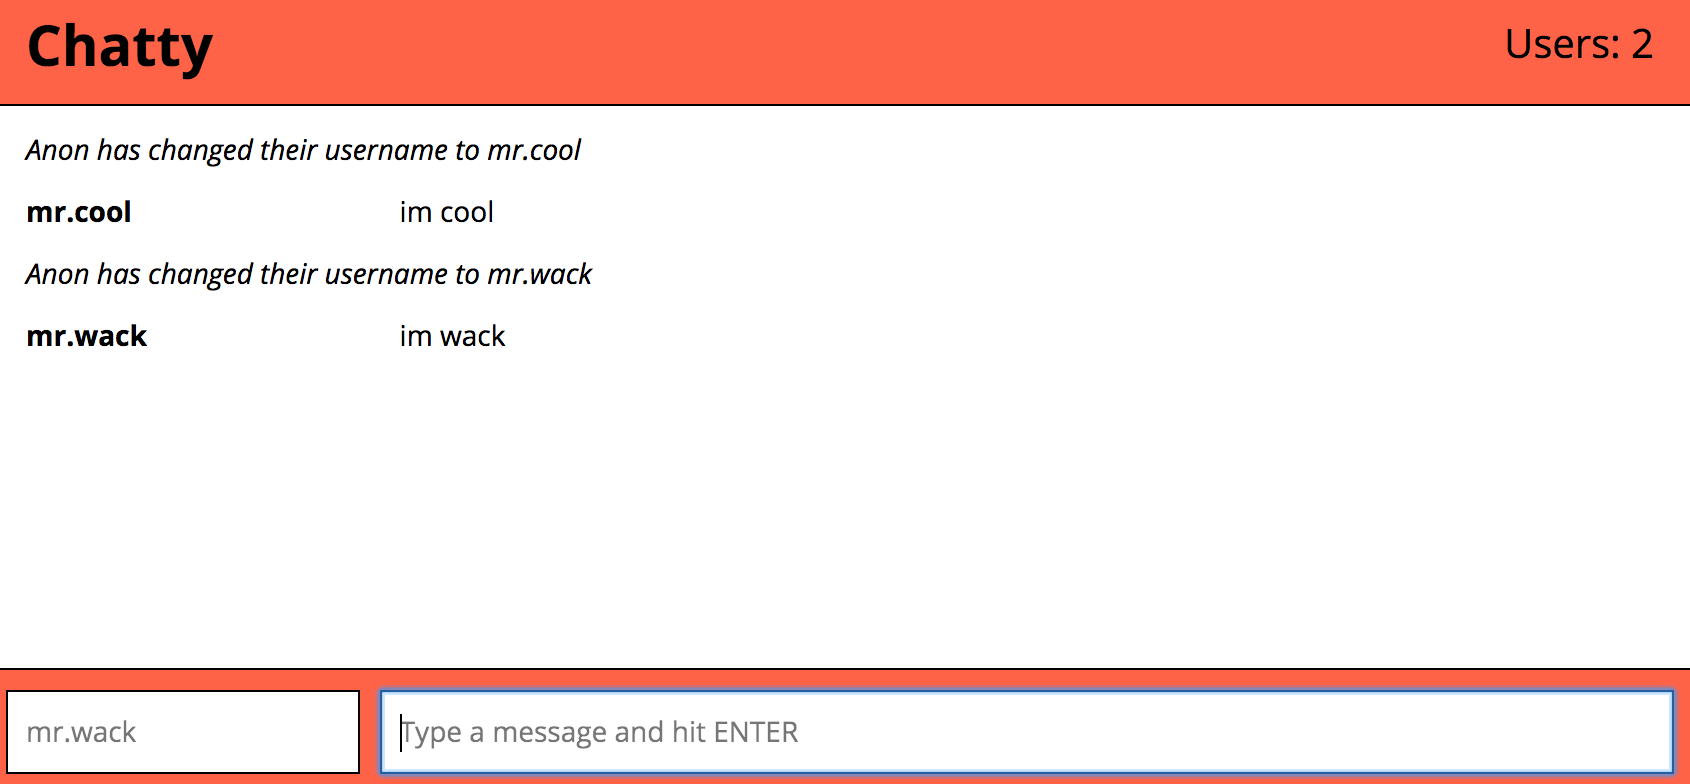 Chatty
Users: 2
Anon has changed their username to mr.cool
mr.cool im cool
Anon has changed their username to mr.wack
mr.wack im wack
mr.wack
Type a message and hit ENTER